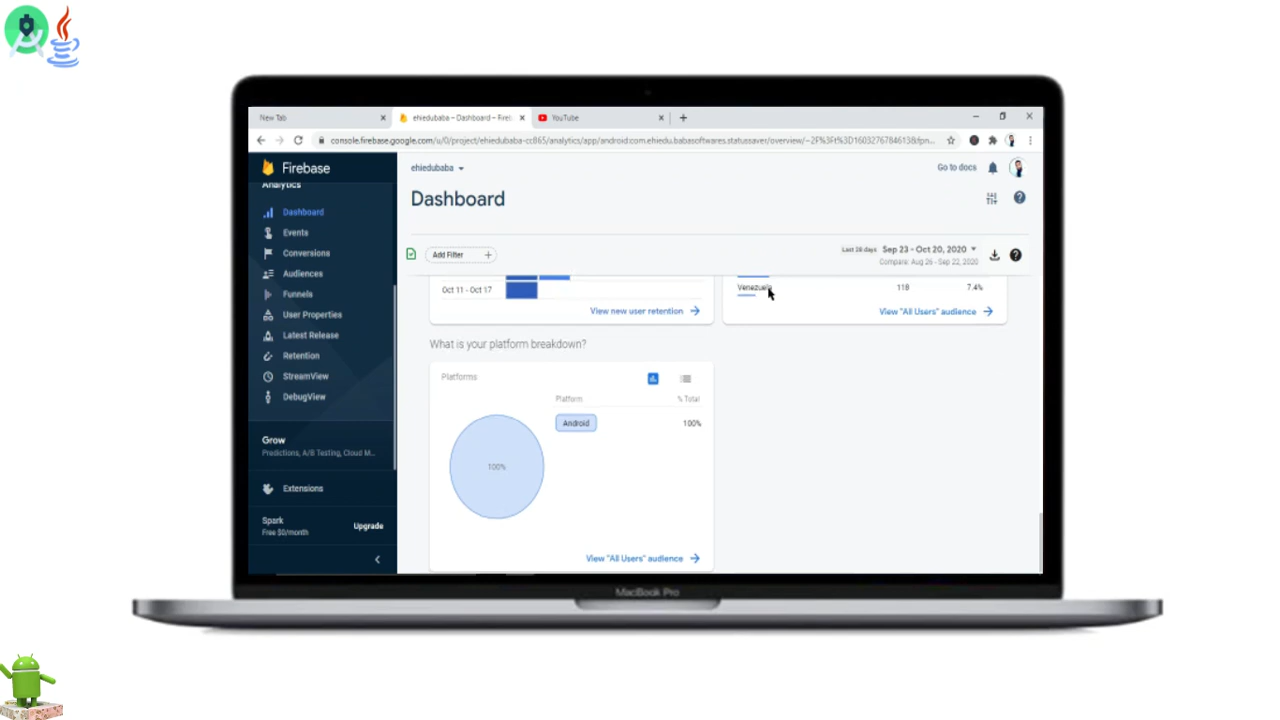 New Tab
ehiedubaba – Dashboard – Fire
YouTube
console.firebase.google.com/u/0/project/ehiedubaba-cc865/analytics/app/android:com.ehiedu.babasoftwares.statussaver/overview/~2F%3Ft%3D1603276784613&fpn...
Firebase
ehiedubaba
Go to docs
Analytics
Dashboard
Dashboard
Events
Conversions
Audiences
Funnels
User Properties
Latest Release
Retention
StreamView
DebugView
Grow
Predictions, A/B Testing, Cloud M...
Extensions
Spark
Free $0/month
Upgrade
Add Filter +
Last 28 days Sep 23 - Oct 20, 2020
Compare: Aug 26 - Sep 22, 2020
Oct 11 - Oct 17
View new user retention
Venezuela 118 7.4%
View "All Users" audience
What is your platform breakdown?
Platforms
Platform % Total
Android 100%
100%
View "All Users" audience
MacBook Pro